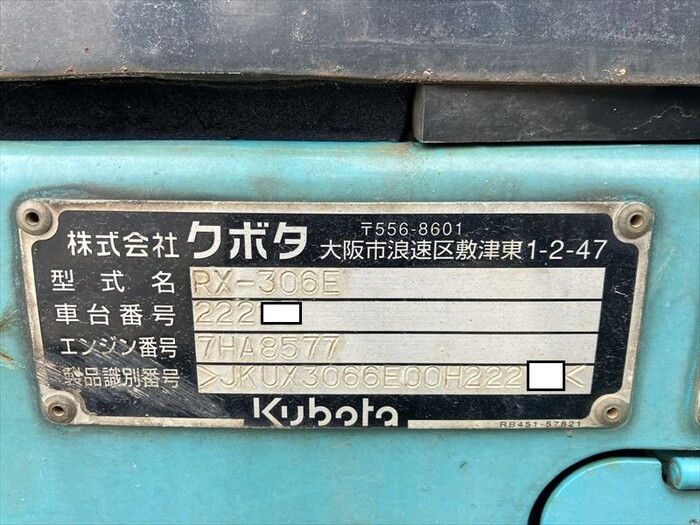 〒556-8601
株式会社 クボタ 大阪市浪速区敷津東1-2-47
型式名 RX-306E
車台番号 222
エンジン番号 7HA8577
製品識別番号 >JKUX3066E00H222 <
Kubota
RB451-57821